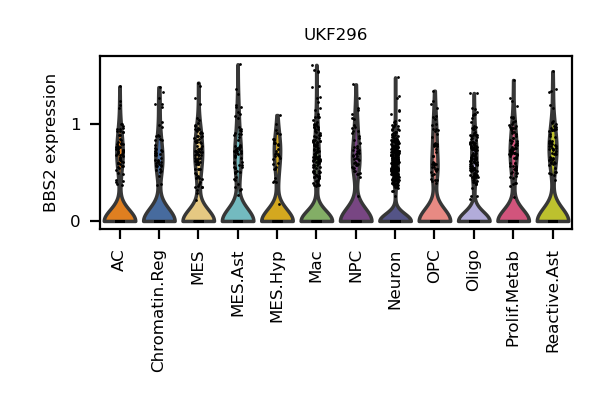 UKF296
BBS2 expression
1
0
AC
Chromatin.Reg
MES
MES.Ast
MES.Hyp
Mac
NPC
Neuron
OPC
Oligo
Prolif.Metab
Reactive.Ast